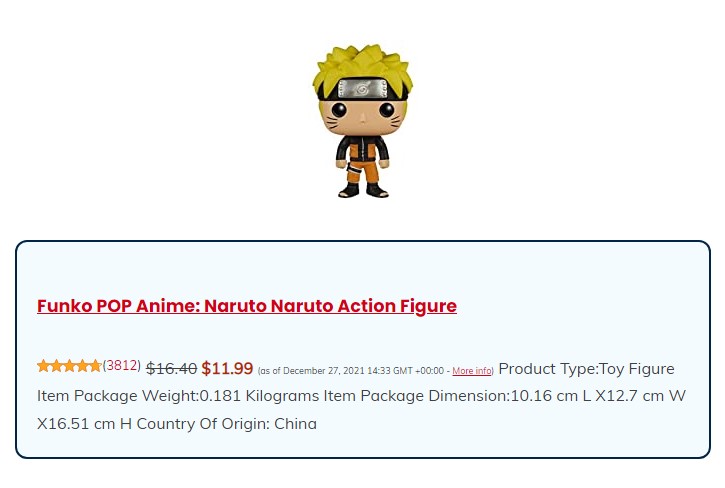 Funko POP Anime: Naruto Naruto Action Figure
(3812) $16.40 $11.99 (as of December 27, 2021 14:33 GMT +00:00 - More info) Product Type:Toy Figure
Item Package Weight:0.181 Kilograms Item Package Dimension:10.16 cm L X12.7 cm W
X16.51 cm H Country Of Origin: China